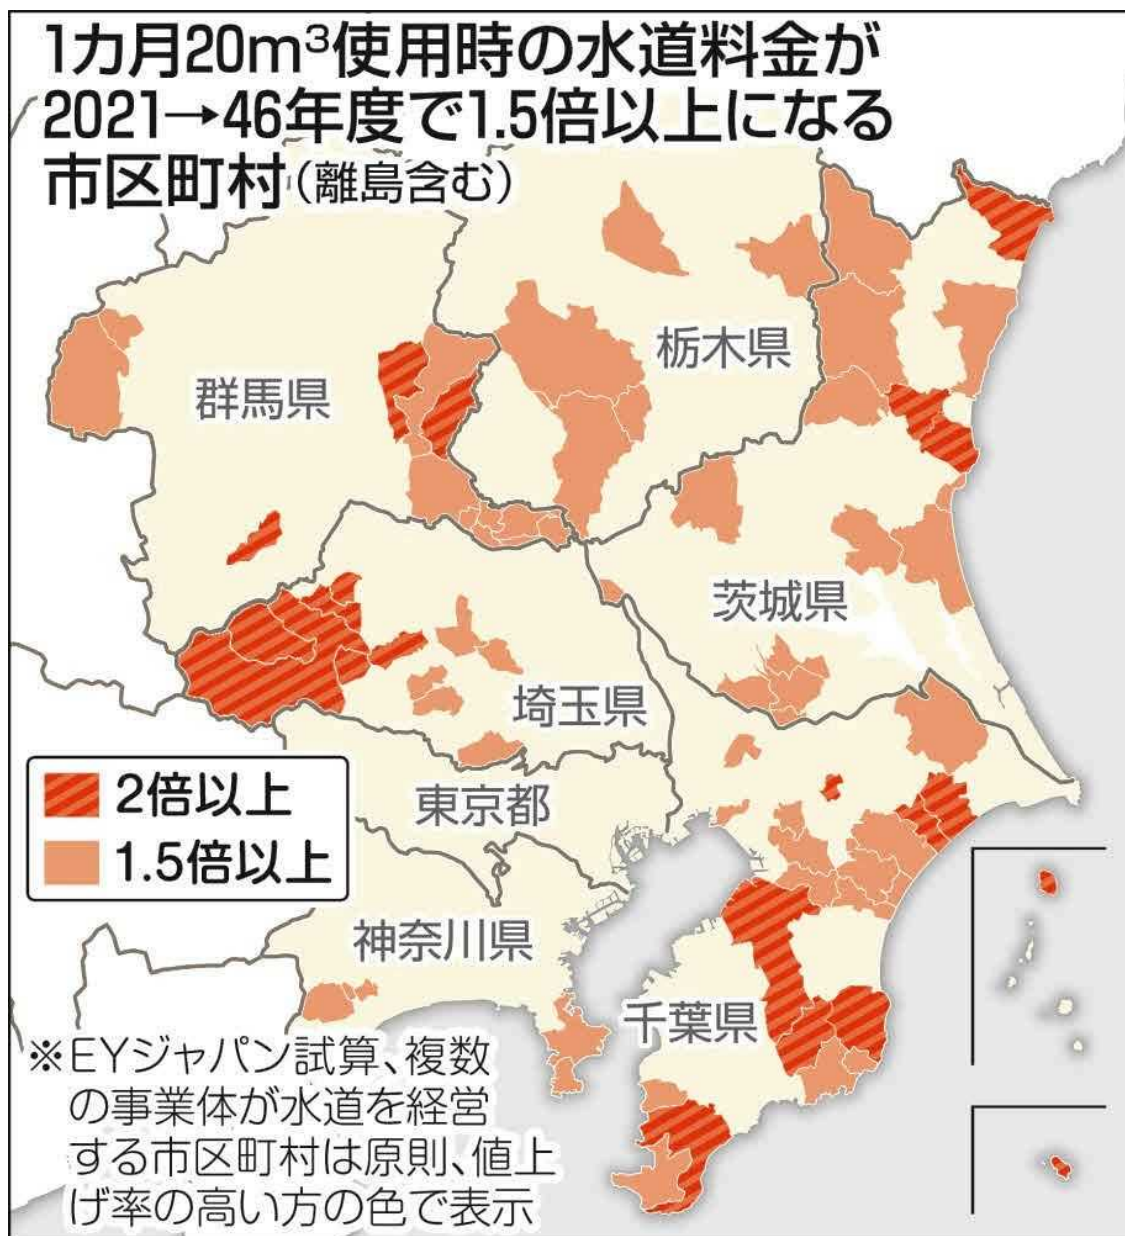 1カ月20m³使用時の水道料金が
2021→46年度で1.5倍以上になる
市区町村(離島含む)
栃木県
群馬県
茨城県
埼玉県
2倍以上
1.5倍以上
東京都
神奈川県
千葉県
※EYジャパン試算、複数
の事業体が水道を経営
する市区町村は原則、値上
げ率の高い方の色で表示